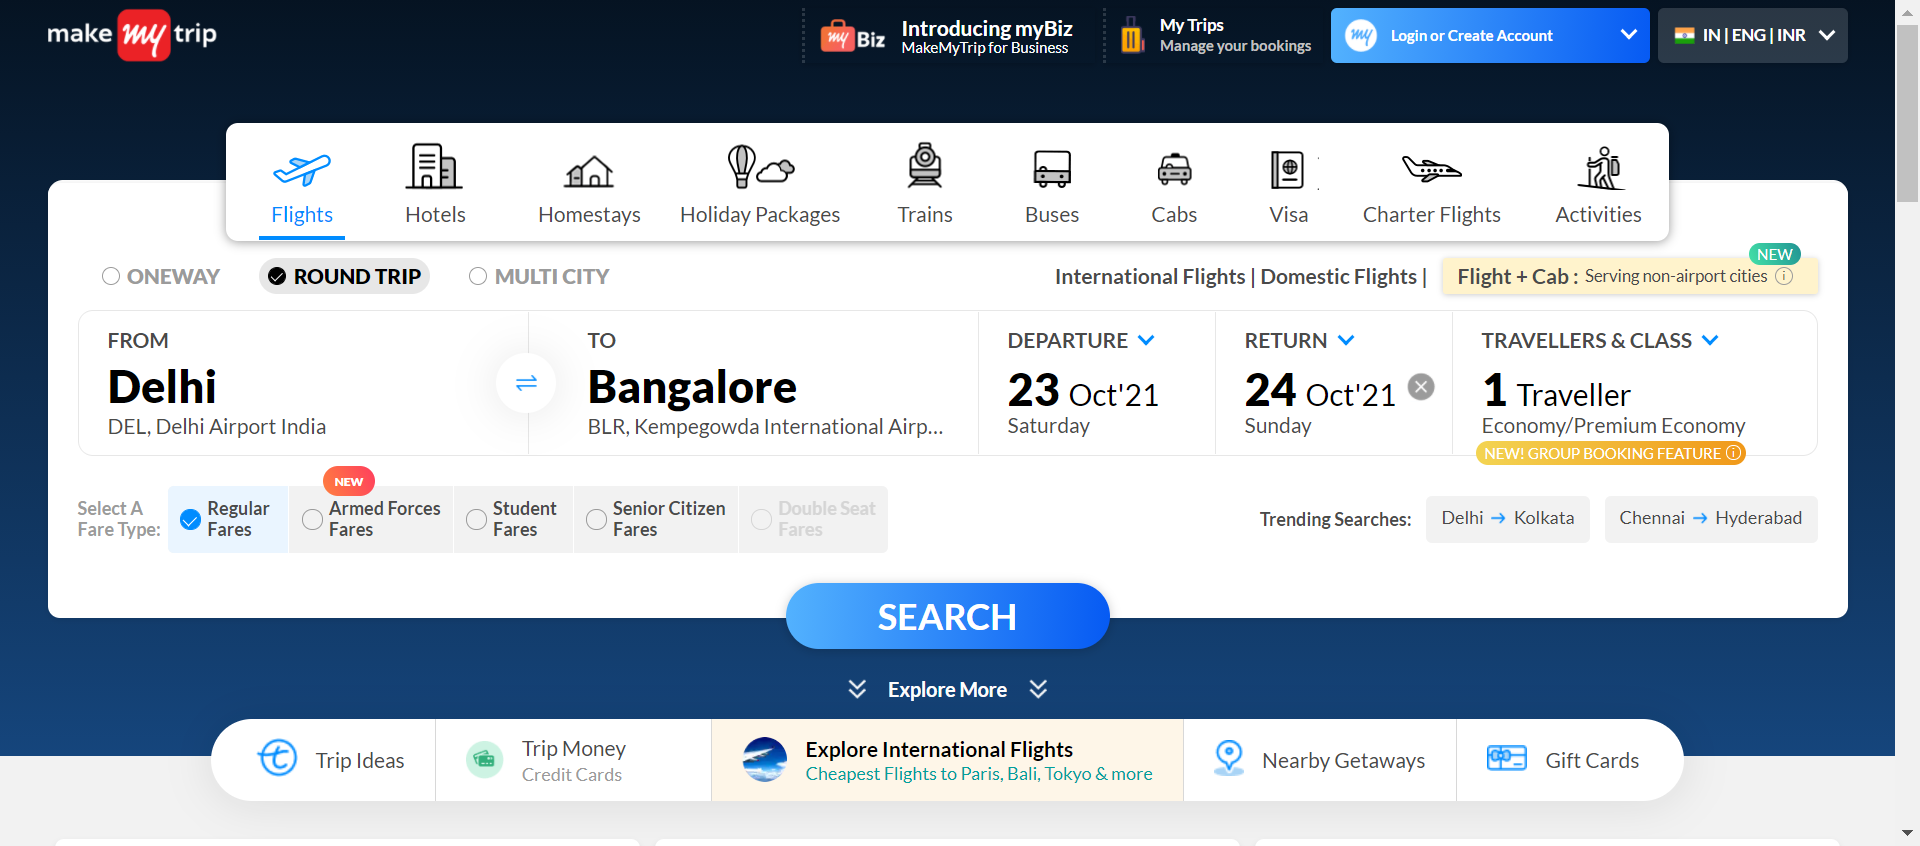 make my trip
my Biz
Introducing myBiz
MakeMyTrip for Business
My Trips
Manage your bookings
my
Login or Create Account
IN | ENG | INR
Flights
Hotels
Homestays
Holiday Packages
Trains
Buses
Cabs
Visa
Charter Flights
Activities
ONEWAY
ROUND TRIP
MULTI CITY
International Flights | Domestic Flights |
NEW
Flight + Cab : Serving non-airport cities
FROM
Delhi
DEL, Delhi Airport India
TO
Bangalore
BLR, Kempegowda International Airp...
DEPARTURE
23 Oct'21
Saturday
RETURN
24 Oct'21
Sunday
TRAVELLERS & CLASS
1 Traveller
Economy/Premium Economy
NEW! GROUP BOOKING FEATURE
Select A
Fare Type:
Regular
Fares
NEW
Armed Forces
Fares
Student
Fares
Senior Citizen
Fares
Double Seat
Fares
Trending Searches:
Delhi → Kolkata
Chennai → Hyderabad
SEARCH
Explore More
Trip Ideas
Trip Money
Credit Cards
Explore International Flights
Cheapest Flights to Paris, Bali, Tokyo & more
Nearby Getaways
Gift Cards